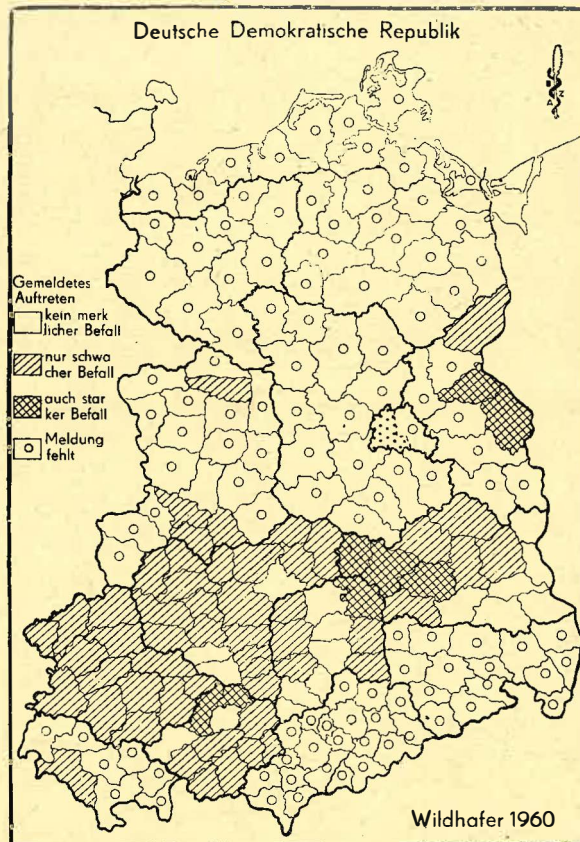 Deutsche Demokratische Republik
Gemeldetes
Auftreten
kein merk
licher Befall
nur schwa
cher Befall
auch star
ker Befall
Meldung
fehlt
Wildhafer 1960